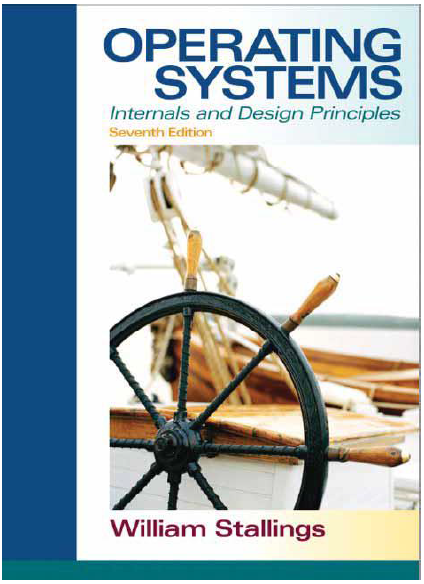 OPERATING
SYSTEMS
Internals and Design Principles
Seventh Edition
William Stallings